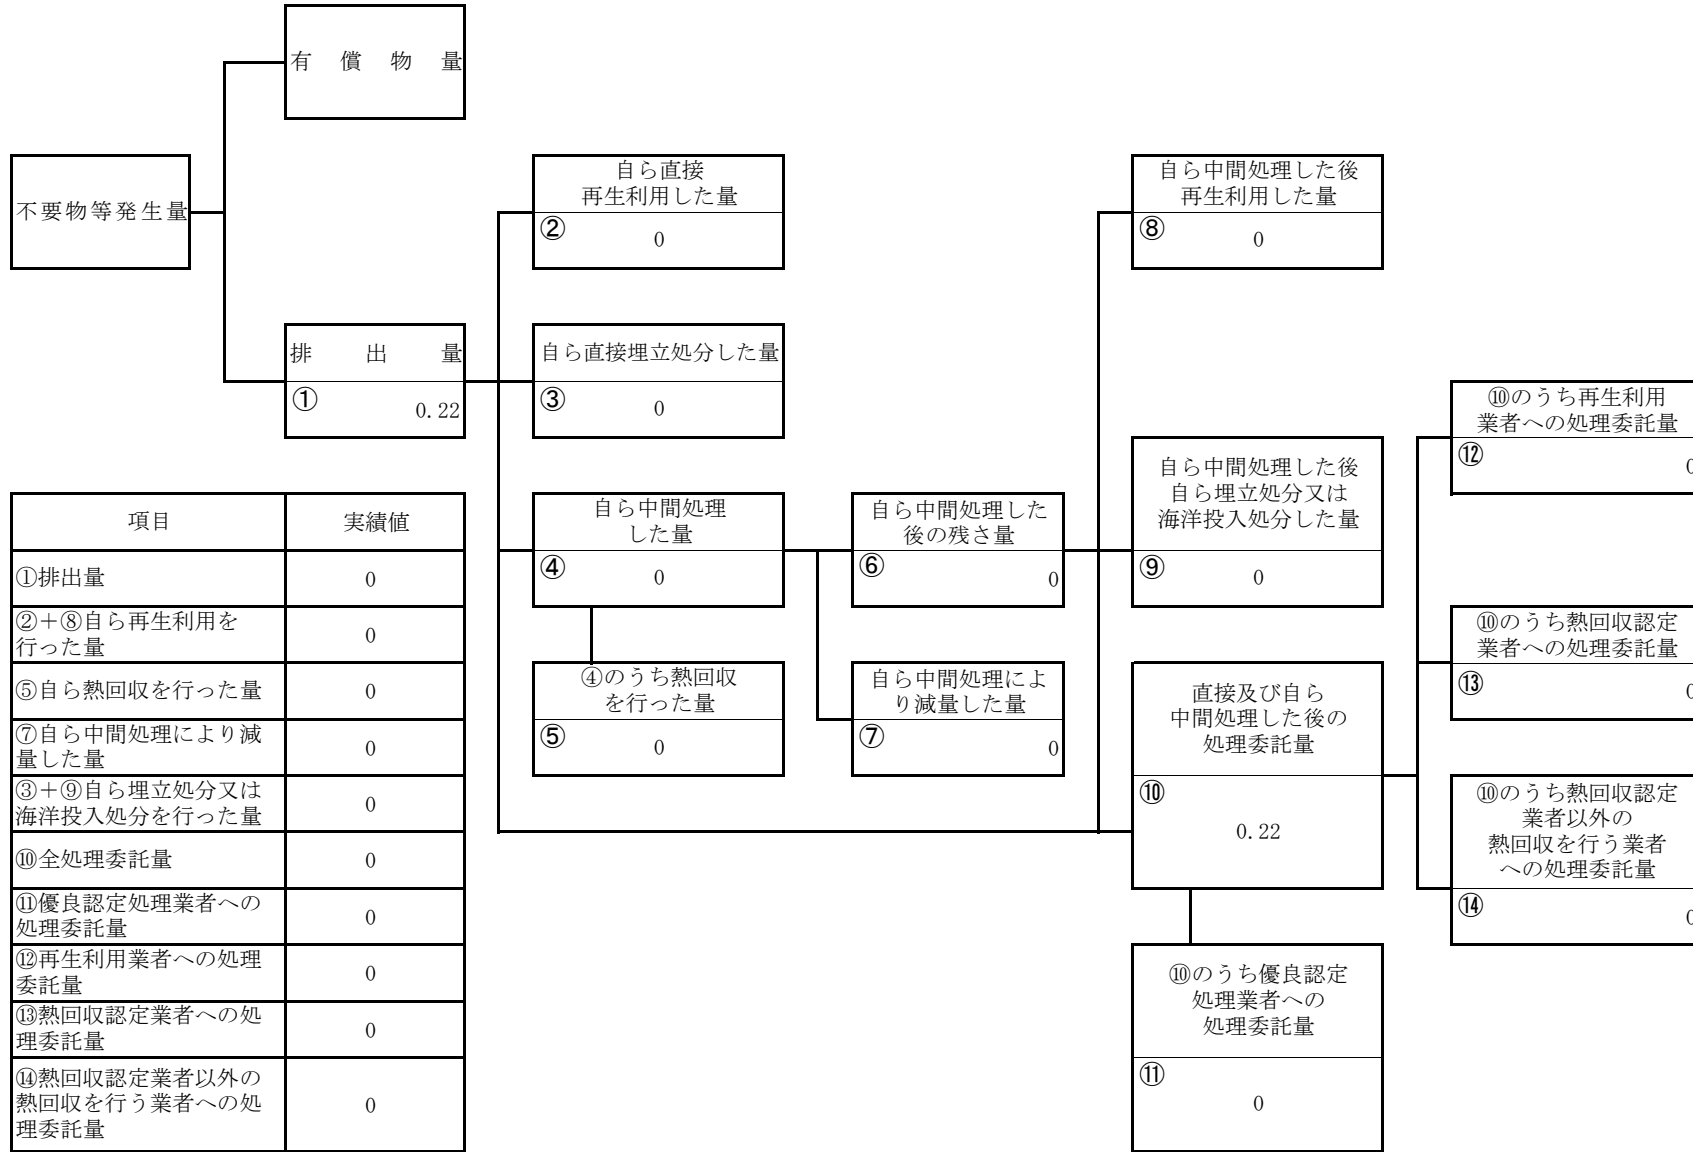 有償物量
不要物等発生量
自ら直接
再生利用した量
② 0
自ら中間処理した後
再生利用した量
⑧ 0
排出量
① 0.22
自ら直接埋立処分した量
③ 0
⑩のうち再生利用
業者への処理委託量
⑫ 0
自ら中間処理した後
自ら埋立処分又は
海洋投入処分した量
⑨ 0
自ら中間処理
した量
④ 0
自ら中間処理した
後の残さ量
⑥ 0
⑩のうち熱回収認定
業者への処理委託量
⑬ 0
④のうち熱回収
を行った量
⑤ 0
自ら中間処理によ
り減量した量
⑦ 0
直接及び自ら
中間処理した後の
処理委託量
⑩
0.22
⑩のうち熱回収認定
業者以外の
熱回収を行う業者
への処理委託量
⑭ 0
⑩のうち優良認定
処理業者への
処理委託量
⑪
0
項目 実績値
①排出量 0
②+⑧自ら再生利用を
行った量 0
⑤自ら熱回収を行った量 0
⑦自ら中間処理により減
量した量 0
③+⑨自ら埋立処分又は
海洋投入処分を行った量 0
⑩全処理委託量 0
⑪優良認定処理業者への
処理委託量 0
⑫再生利用業者への処理
委託量 0
⑬熱回収認定業者への処
理委託量 0
⑭熱回収認定業者以外の
熱回収を行う業者への処
理委託量 0